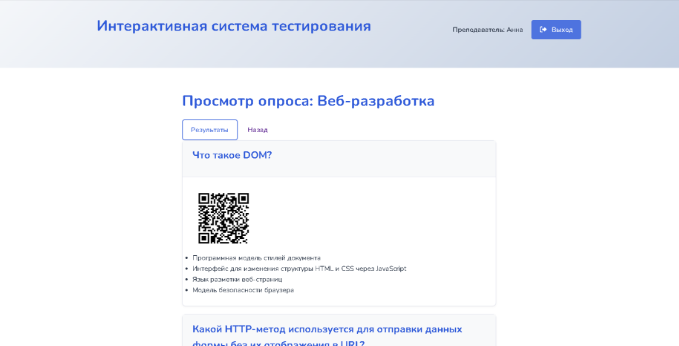 Интерактивная система тестирования
Преподаватель: Анна
Выход
Просмотр опроса: Веб-разработка
Результаты
Назад
Что такое DOM?
Программная модель стилей документа
Интерфейс для изменения структуры HTML и CSS через JavaScript
Язык разметки веб-страниц
Модель безопасности браузера
Какой HTTP-метод используется для отправки данных
формы без их отображения в URL?